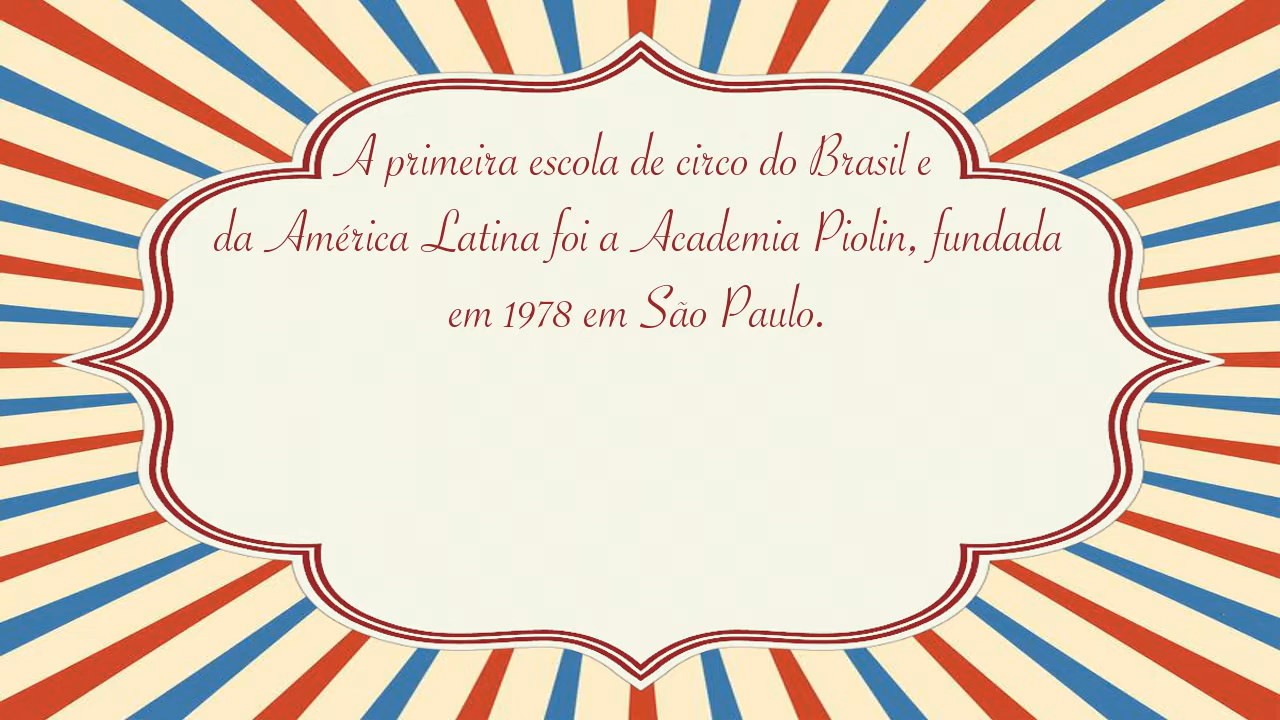 A primeira escola de circo do Brasil e
da América Latina foi a Academia Piolin, fundada
em 1978 em São Paulo.